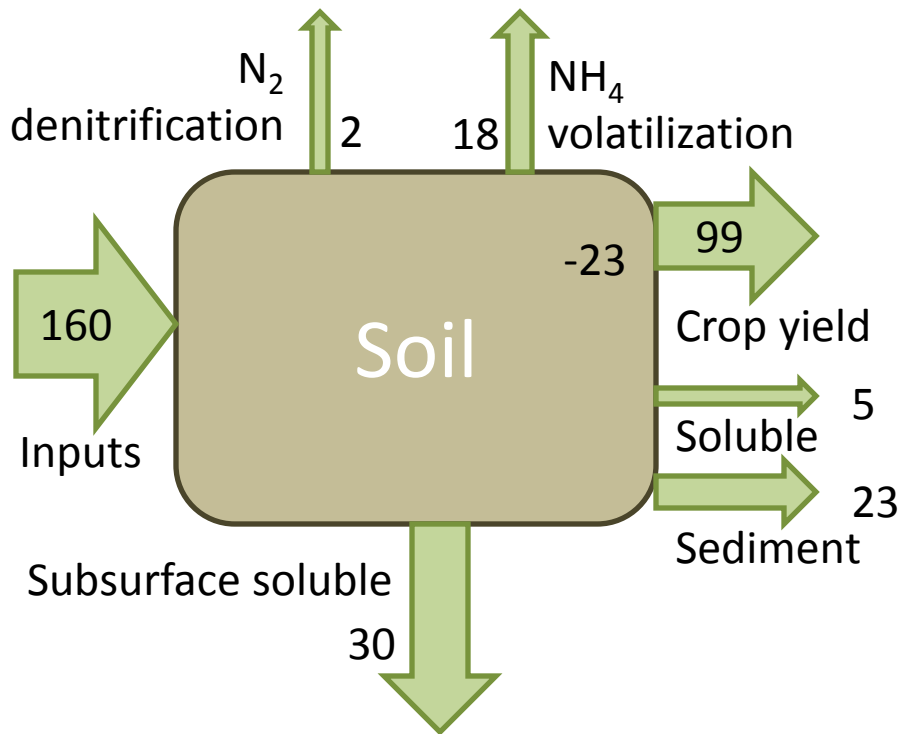 N₂
denitrification
2
18
NH₄
volatilization
-23
99
160
Soil
Crop yield
Inputs
5
Soluble
23
Sediment
Subsurface soluble
30